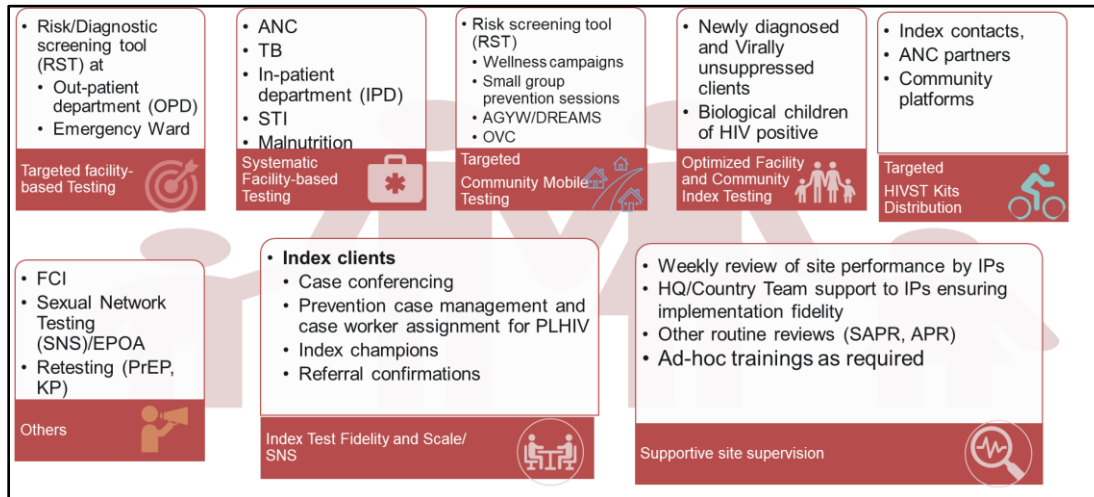 Risk/Diagnostic
screening tool
(RST) at
Out-patient
department (OPD)
Emergency Ward
Targeted facility-
based Testing
ANC
TB
In-patient
department (IPD)
STI
Malnutrition
Systematic
Facility-based
Testing
Risk screening tool
(RST)
Wellness campaigns
Small group
prevention sessions
AGYW/DREAMS
OVC
Targeted
Community Mobile
Testing
Newly diagnosed
and Virally
unsuppressed
clients
Biological children
of HIV positive
Optimized Facility
and Community
Index Testing
Index contacts,
ANC partners
Community
platforms
Targeted
HIVST Kits
Distribution
FCI
Sexual Network
Testing
(SNS)/EPOA
Retesting (PrEP,
KP)
Others
Index clients
Case conferencing
Prevention case management and
case worker assignment for PLHIV
Index champions
Referral confirmations
Index Test Fidelity and Scale/
SNS
Weekly review of site performance by IPs
HQ/Country Team support to IPs ensuring
implementation fidelity
Other routine reviews (SAPR, APR)
Ad-hoc trainings as required
Supportive site supervision